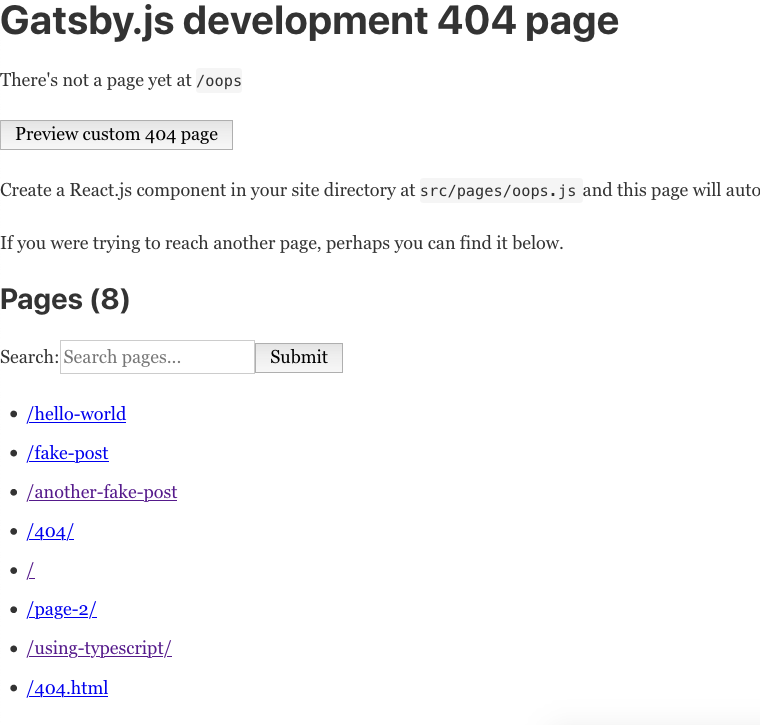 Gatsby.js development 404 page
There's not a page yet at /oops
Preview custom 404 page
Create a React.js component in your site directory at src/pages/oops.js and this page will auto
If you were trying to reach another page, perhaps you can find it below.
Pages (8)
Search: Search pages... Submit
/hello-world
/fake-post
/another-fake-post
/404/
/
/page-2/
/using-typescript/
/404.html